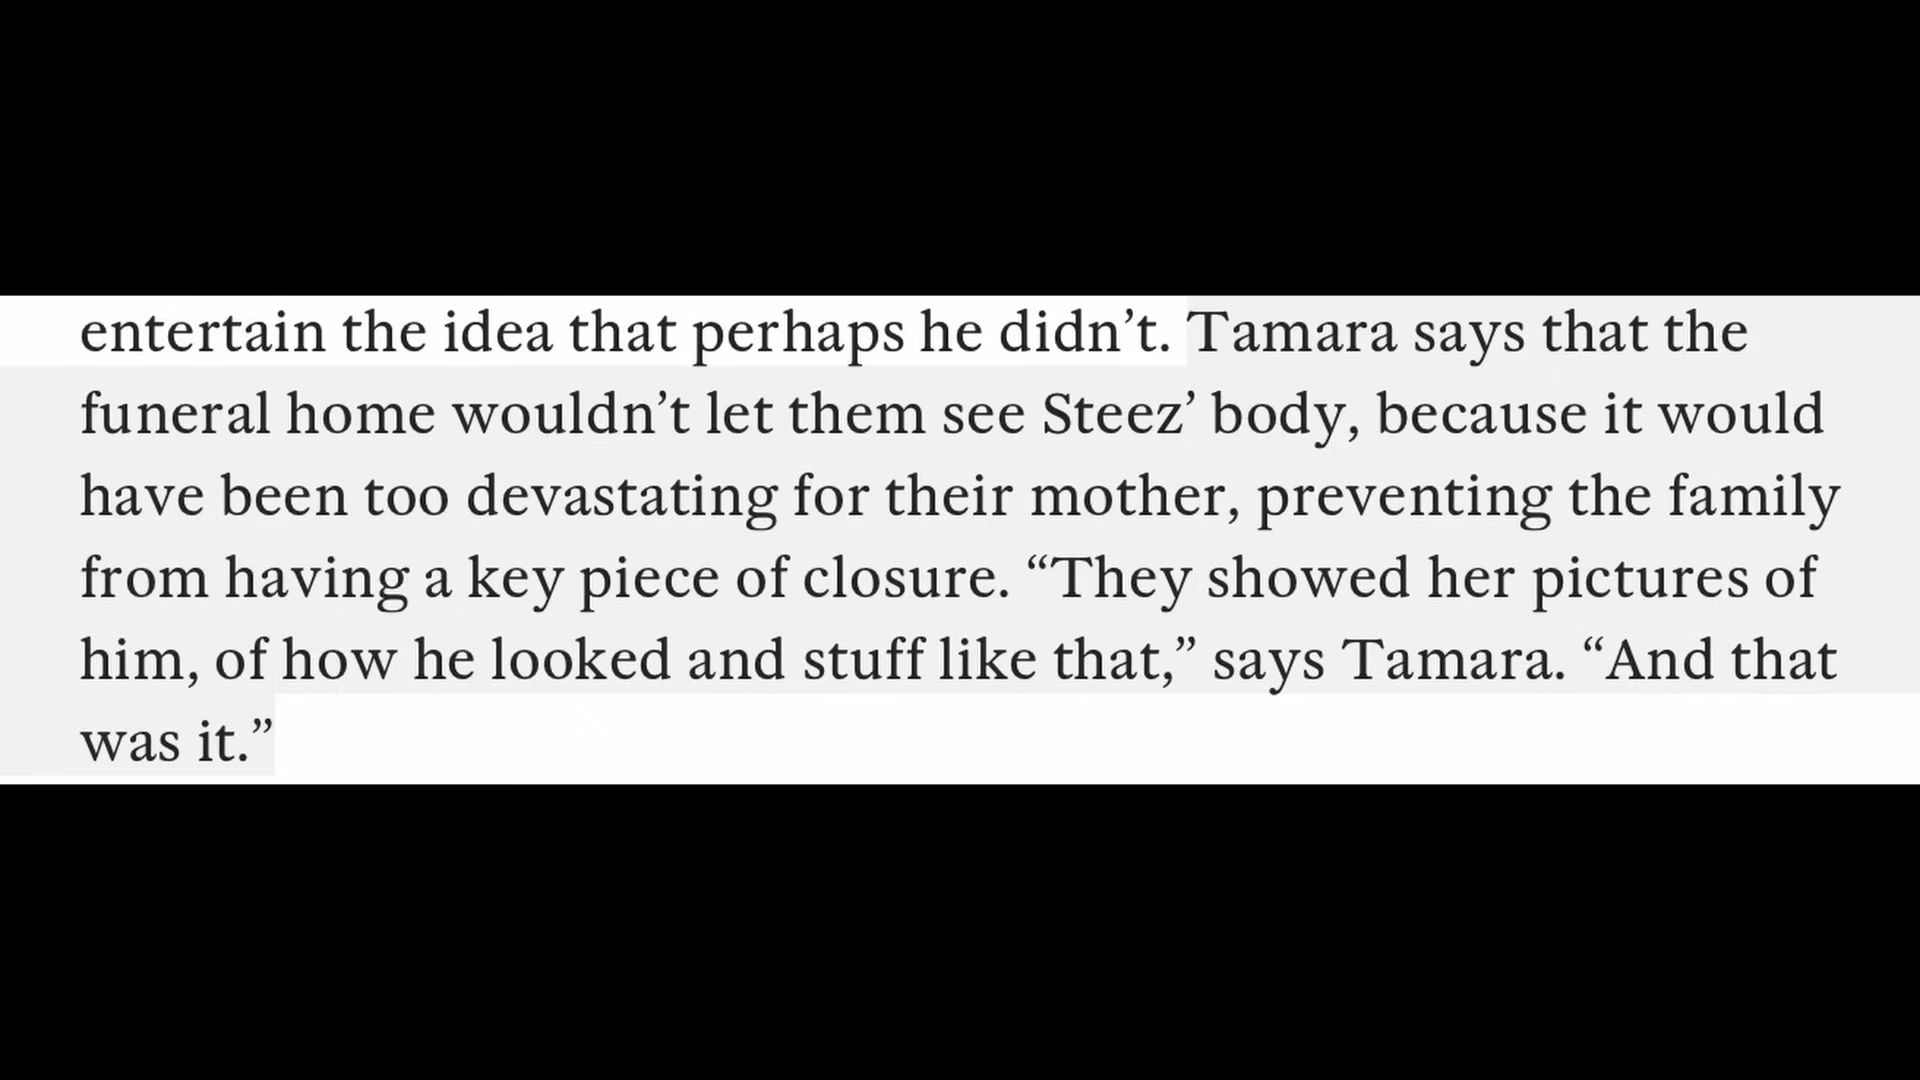 entertain the idea that perhaps he didn’t. Tamara says that the
funeral home wouldn’t let them see Steez’ body, because it would
have been too devastating for their mother, preventing the family
from having a key piece of closure. “They showed her pictures of
him, of how he looked and stuff like that,” says Tamara. “And that
was it.”